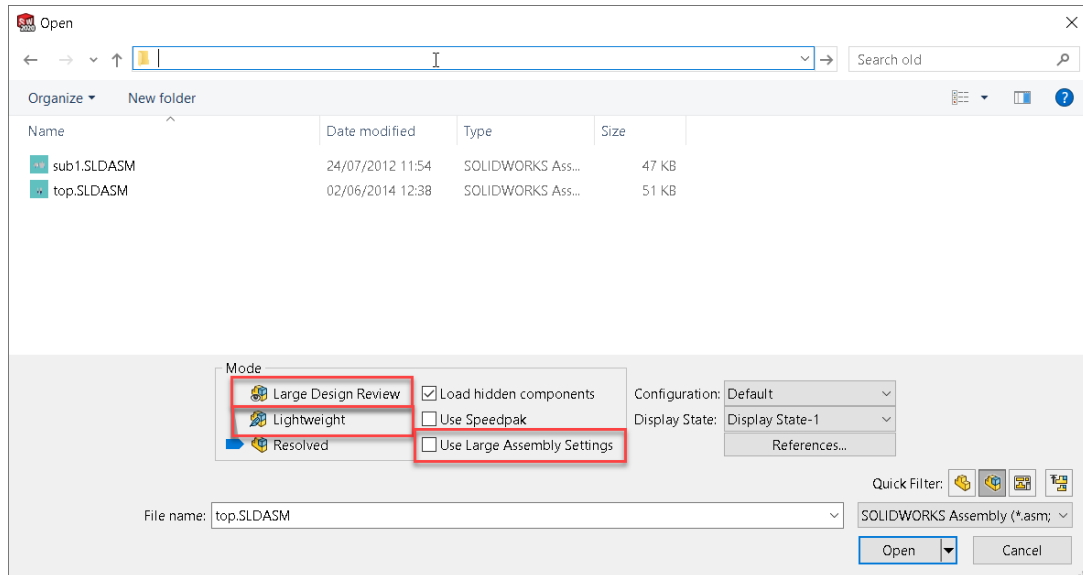 SW 2020 Open
Search old
Organize New folder
Name Date modified Type Size
sub1.SLDASM 24/07/2012 11:54 SOLIDWORKS Ass... 47 KB
top.SLDASM 02/06/2014 12:38 SOLIDWORKS Ass... 51 KB
Mode
Large Design Review Load hidden components Configuration: Default
Lightweight Use Speedpak Display State: Display State-1
Resolved Use Large Assembly Settings References...
Quick Filter:
File name: top.SLDASM SOLIDWORKS Assembly (*.asm;
Open Cancel